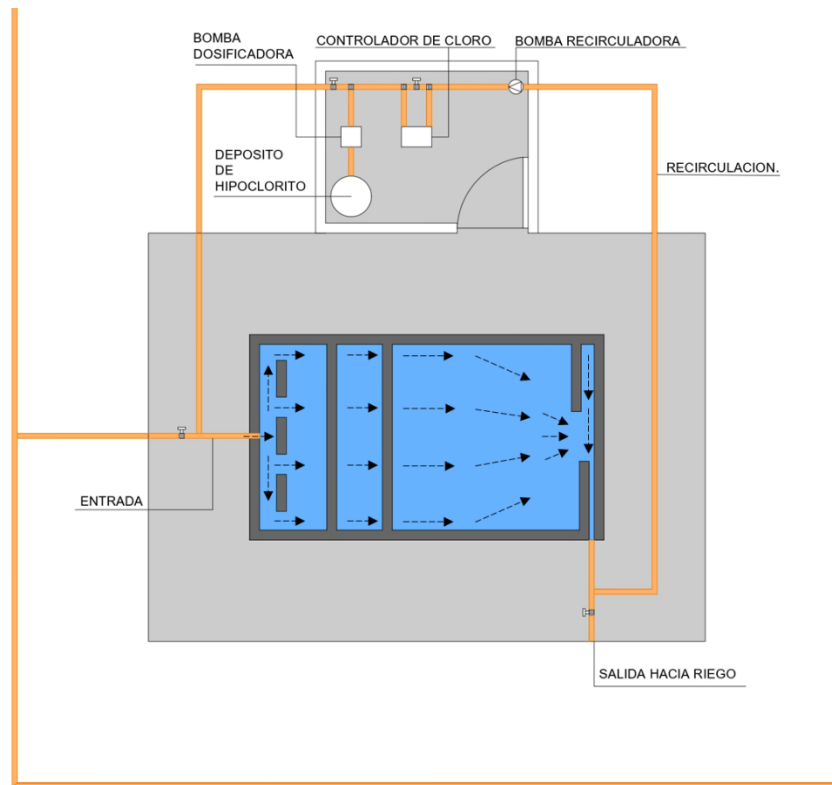 BOMBA
DOSIFICADORA
CONTROLADOR DE CLORO
BOMBA RECIRCULADORA
DEPOSITO
DE
HIPOCLORITO
RECIRCULACION.
ENTRADA
SALIDA HACIA RIEGO